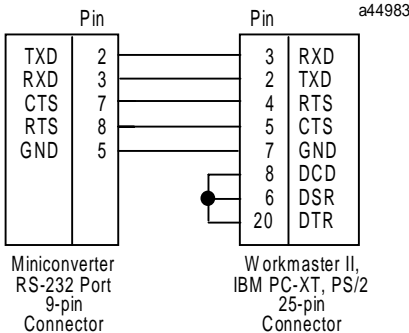 a44983
Pin Pin
TXD 2 3 RXD
RXD 3 2 TXD
CTS 7 4 RTS
RTS 8 5 CTS
GND 5 7 GND
8 DCD
6 DSR
20 DTR
Miniconverter
RS-232 Port
9-pin
Connector
Workmaster II,
IBM PC-XT, PS/2
25-pin
Connector